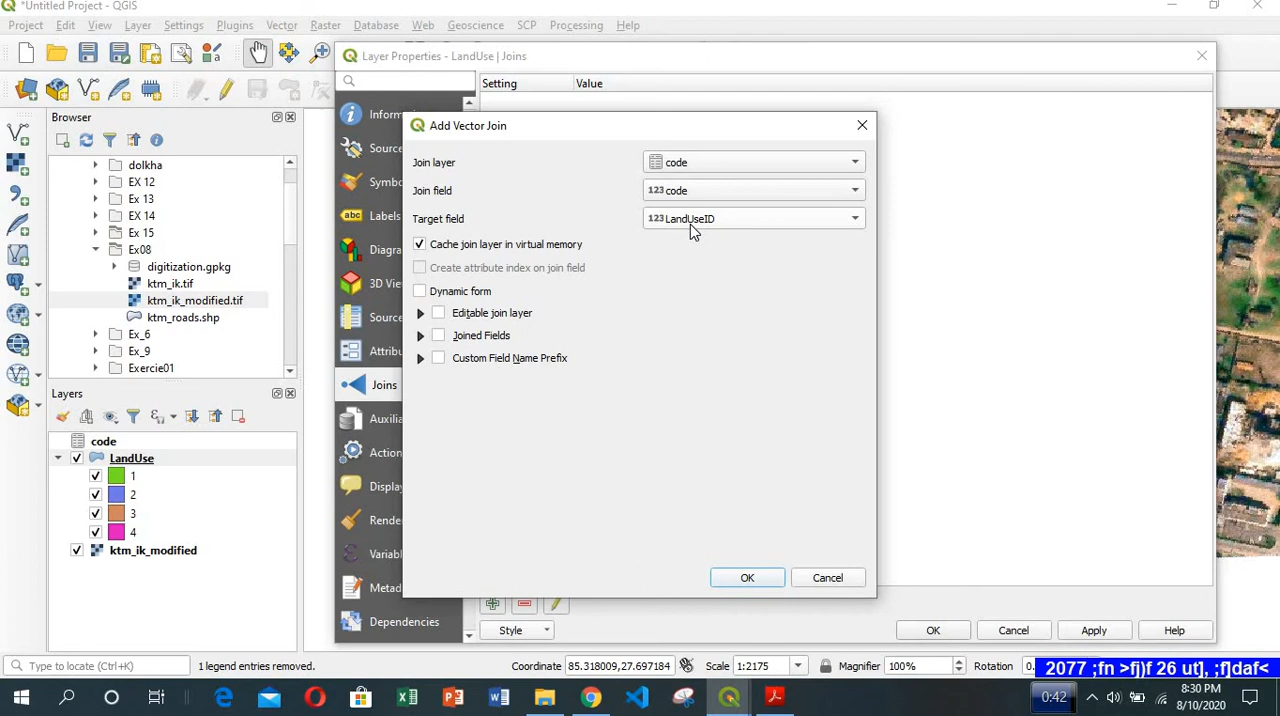 *Untitled Project - QGIS
Project Edit View Layer Settings Plugins Vector Raster Database Web Geoscience SCP Processing Help
Layer Properties - LandUse | Joins
Setting Value
Browser
dolkha
EX 12
Ex 13
EX 14
Ex 15
Ex08
digitization.gpkg
ktm_ik.tif
ktm_ik_modified.tif
ktm_roads.shp
Ex_6
Ex_9
Exercie01
Layers
code
LandUse
1
2
3
4
ktm_ik_modified
Inform
Source
Symbo
abc Labels
Diagra
3D Vie
Source
Attribu
Joins
Auxilia
Action
Display
Render
Variabl
Metad
Dependencies
Add Vector Join
Join layer code
Join field 123 code
Target field 123 LandUseID
Cache join layer in virtual memory
Create attribute index on join field
Dynamic form
Editable join layer
Joined Fields
Custom Field Name Prefix
OK Cancel
Style OK Cancel Apply Help
Type to locate (Ctrl+K) 1 legend entries removed. Coordinate 85.318009,27.697184 Scale 1:2175 Magnifier 100% Rotation 0.
2077 ;fn >fj)f 26 ut], ;f]daf<
0:42
8:30 PM
8/10/2020